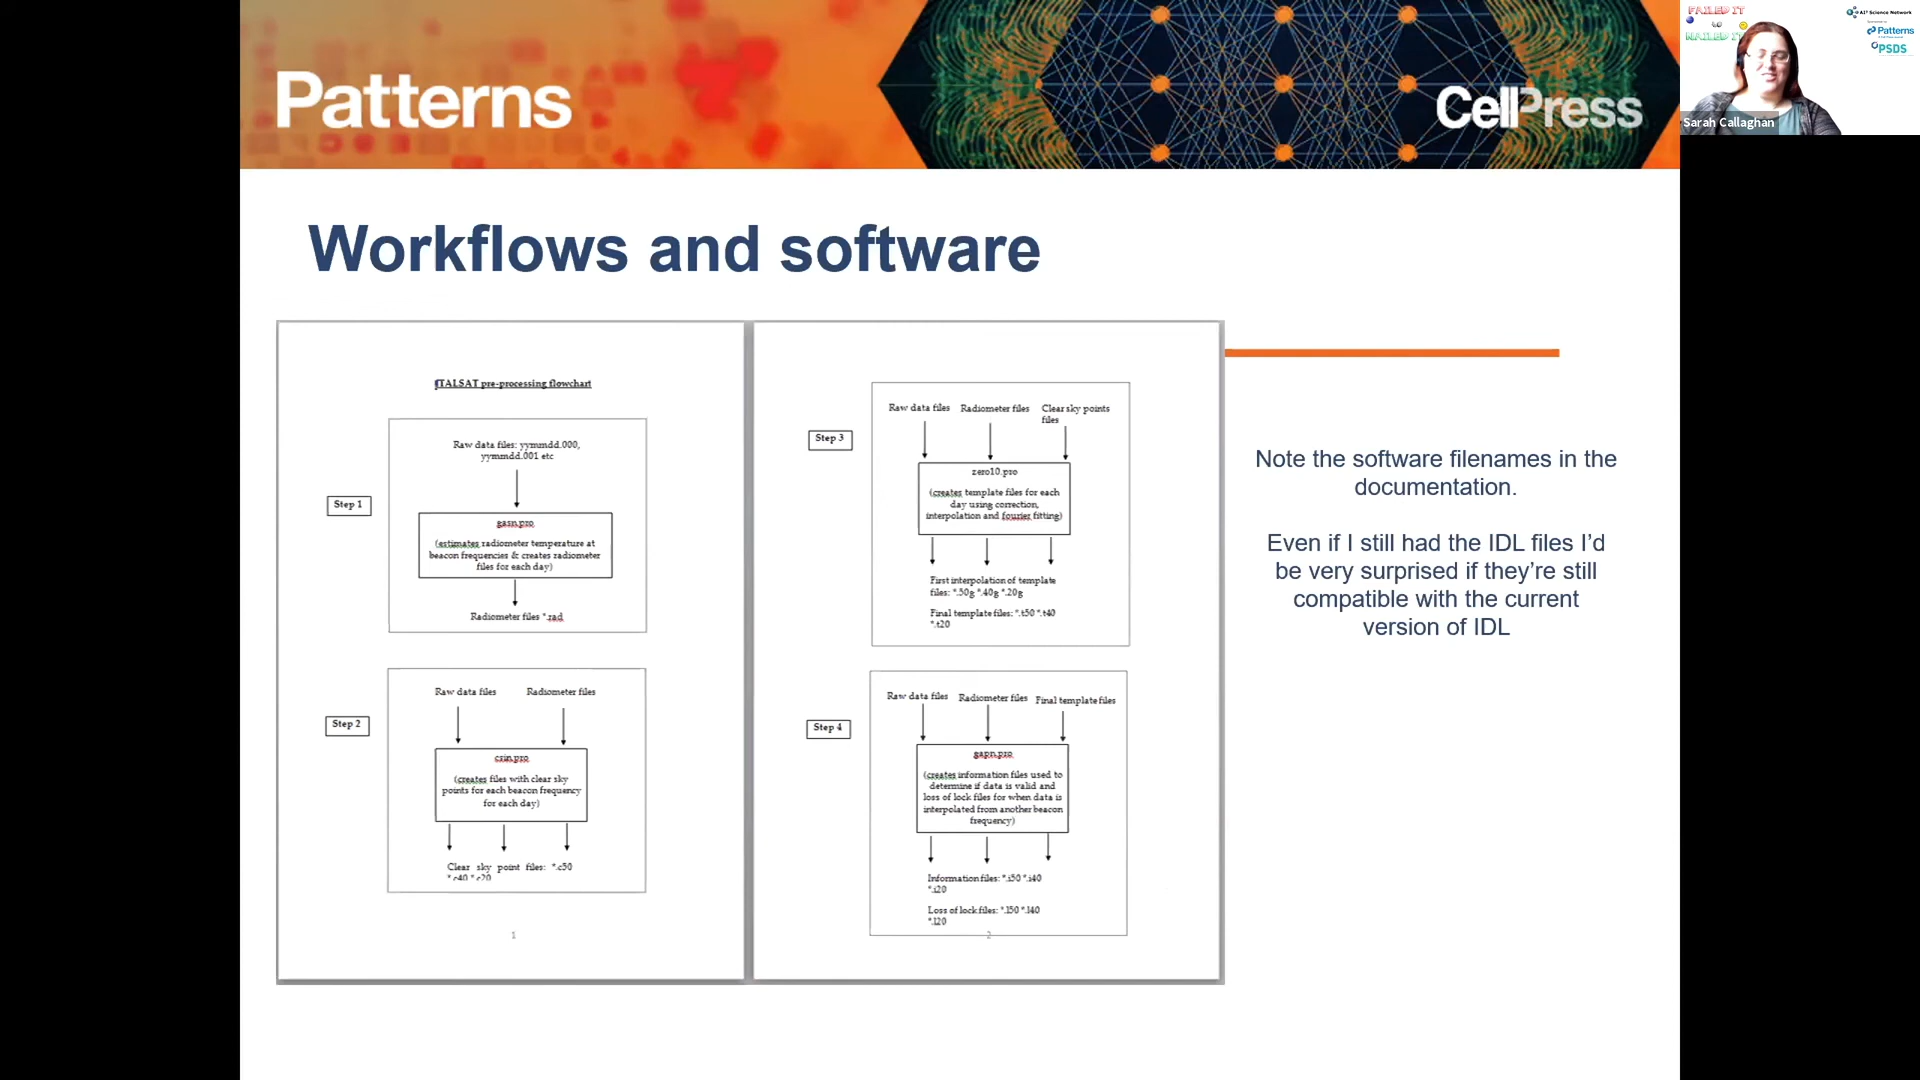 Patterns
CellPress
FAILED IT
NAILED IT
AI³ Science Network
Patterns
PSDS
Sarah Callaghan
Workflows and software
ITALSAT pre-processing flowchart
Step 1
Raw data files: yymmdd.000,
yymmdd.001 etc
gasn.pro
(estimates radiometer temperature at
beacon frequencies & creates radiometer
files for each day)
Radiometer files *.rad
Step 2
Raw data files
Radiometer files
csin.pro
(creates files with clear sky
points for each beacon frequency
for each day)
Clear sky point files: *.c50
*.c40 *.c20
1
Step 3
Raw data files
Radiometer files
Clear sky points
files
zero10.pro
(creates template files for each
day using correction,
interpolation and fourier fitting)
First interpolation of template
files: *.50g *.40g *.20g
Final template files: *.t50 *.t40
*.t20
Step 4
Raw data files
Radiometer files
Final template files
gapn.pro
(creates information files used to
determine if data is valid and
loss of lock files for when data is
interpolated from another beacon
frequency)
Information files: *.i50 *.i40
*.i20
Loss of lock files: *.l50 *.l40
*.l20
2
Note the software filenames in the
documentation.
Even if I still had the IDL files I’d
be very surprised if they’re still
compatible with the current
version of IDL